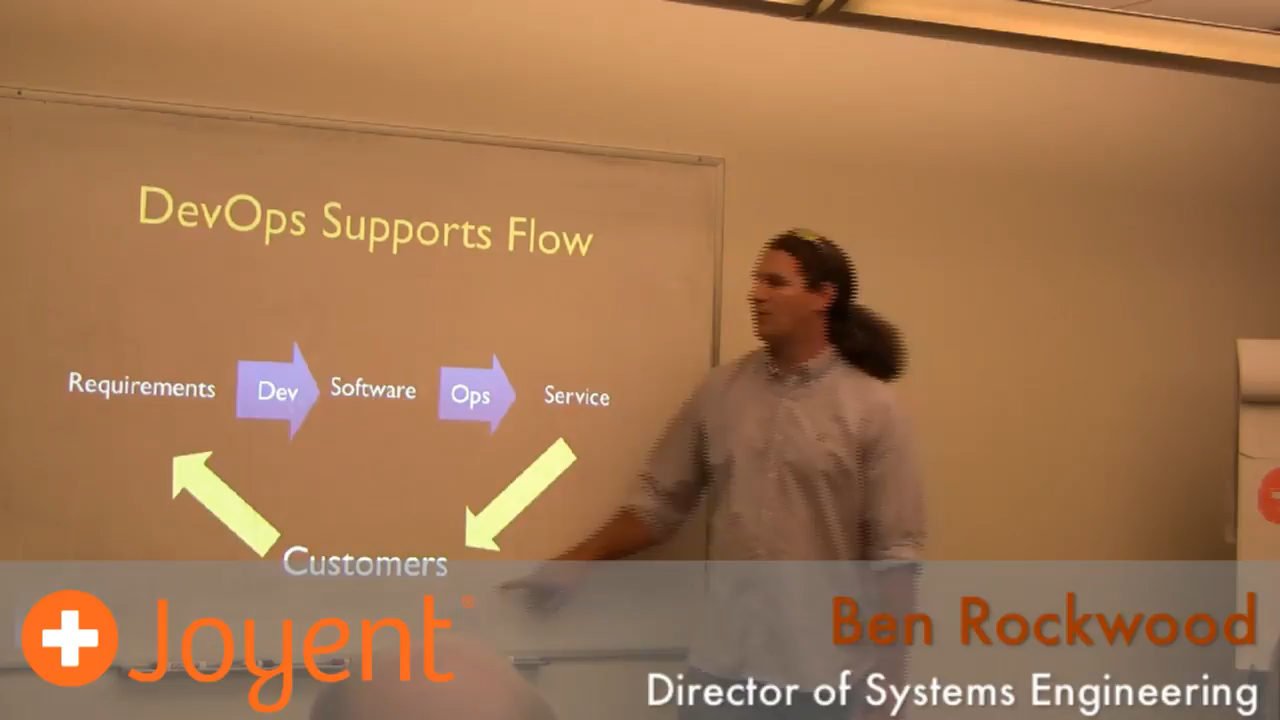 DevOps Supports Flow
Requirements Dev Software Ops Service
Customers
Joyent®
Ben Rockwood
Director of Systems Engineering